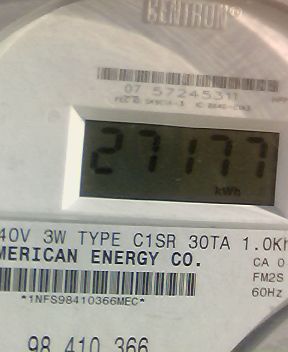 CENTRON®
07 57245311
27177
kWh
40V 3W TYPE C1SR 30TA 1.0Kh
MERICAN ENERGY CO.
CA 0
FM2S
*1NFS98410366MEC*
60Hz
98 410 366